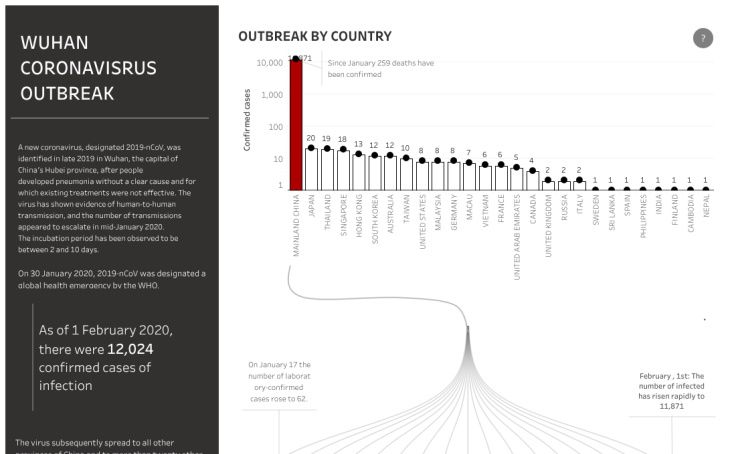 WUHAN
CORONAVISRUS
OUTBREAK
A new coronavirus, designated 2019-nCoV, was
identified in late 2019 in Wuhan, the capital of
China's Hubei province, after people
developed pneumonia without a clear cause and for
which existing treatments were not effective. The
virus has shown evidence of human-to-human
transmission, and the number of transmissions
appeared to escalate in mid-January 2020.
The incubation period has been observed to be
between 2 and 10 days.
On 30 January 2020, 2019-nCoV was designated a
global health emergency by the WHO.
As of 1 February 2020,
there were 12,024
confirmed cases of
infection
The virus subsequently spread to all other
OUTBREAK BY COUNTRY
?
Confirmed cases
10,000
1,000
100
10
1
Since January 259 deaths have
been confirmed
11,871
20
19
18
13
12
12
10
8
8
8
7
6
6
5
4
2
2
2
1
1
1
1
1
1
1
1
MAINLAND CHINA
JAPAN
THAILAND
SINGAPORE
HONG KONG
SOUTH KOREA
AUSTRALIA
TAIWAN
UNITED STATES
MALAYSIA
GERMANY
MACAU
VIETNAM
FRANCE
UNITED ARAB EMIRATES
CANADA
UNITED KINGDOM
RUSSIA
ITALY
SWEDEN
SRI LANKA
SPAIN
PHILIPPINES
INDIA
FINLAND
CAMBODIA
NEPAL
On January 17 the
number of laborat
ory-confirmed
cases rose to 62.
February , 1st: The
number of infected
has risen rapidly to
11,871